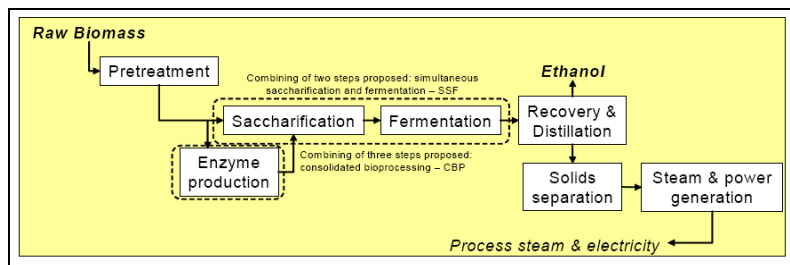 Raw Biomass
Pretreatment
Combining of two steps proposed: simultaneous
saccharification and fermentation – SSF
Saccharification
Fermentation
Enzyme
production
Combining of three steps proposed:
consolidated bioprocessing – CBP
Ethanol
Recovery &
Distillation
Solids
separation
Steam & power
generation
Process steam & electricity